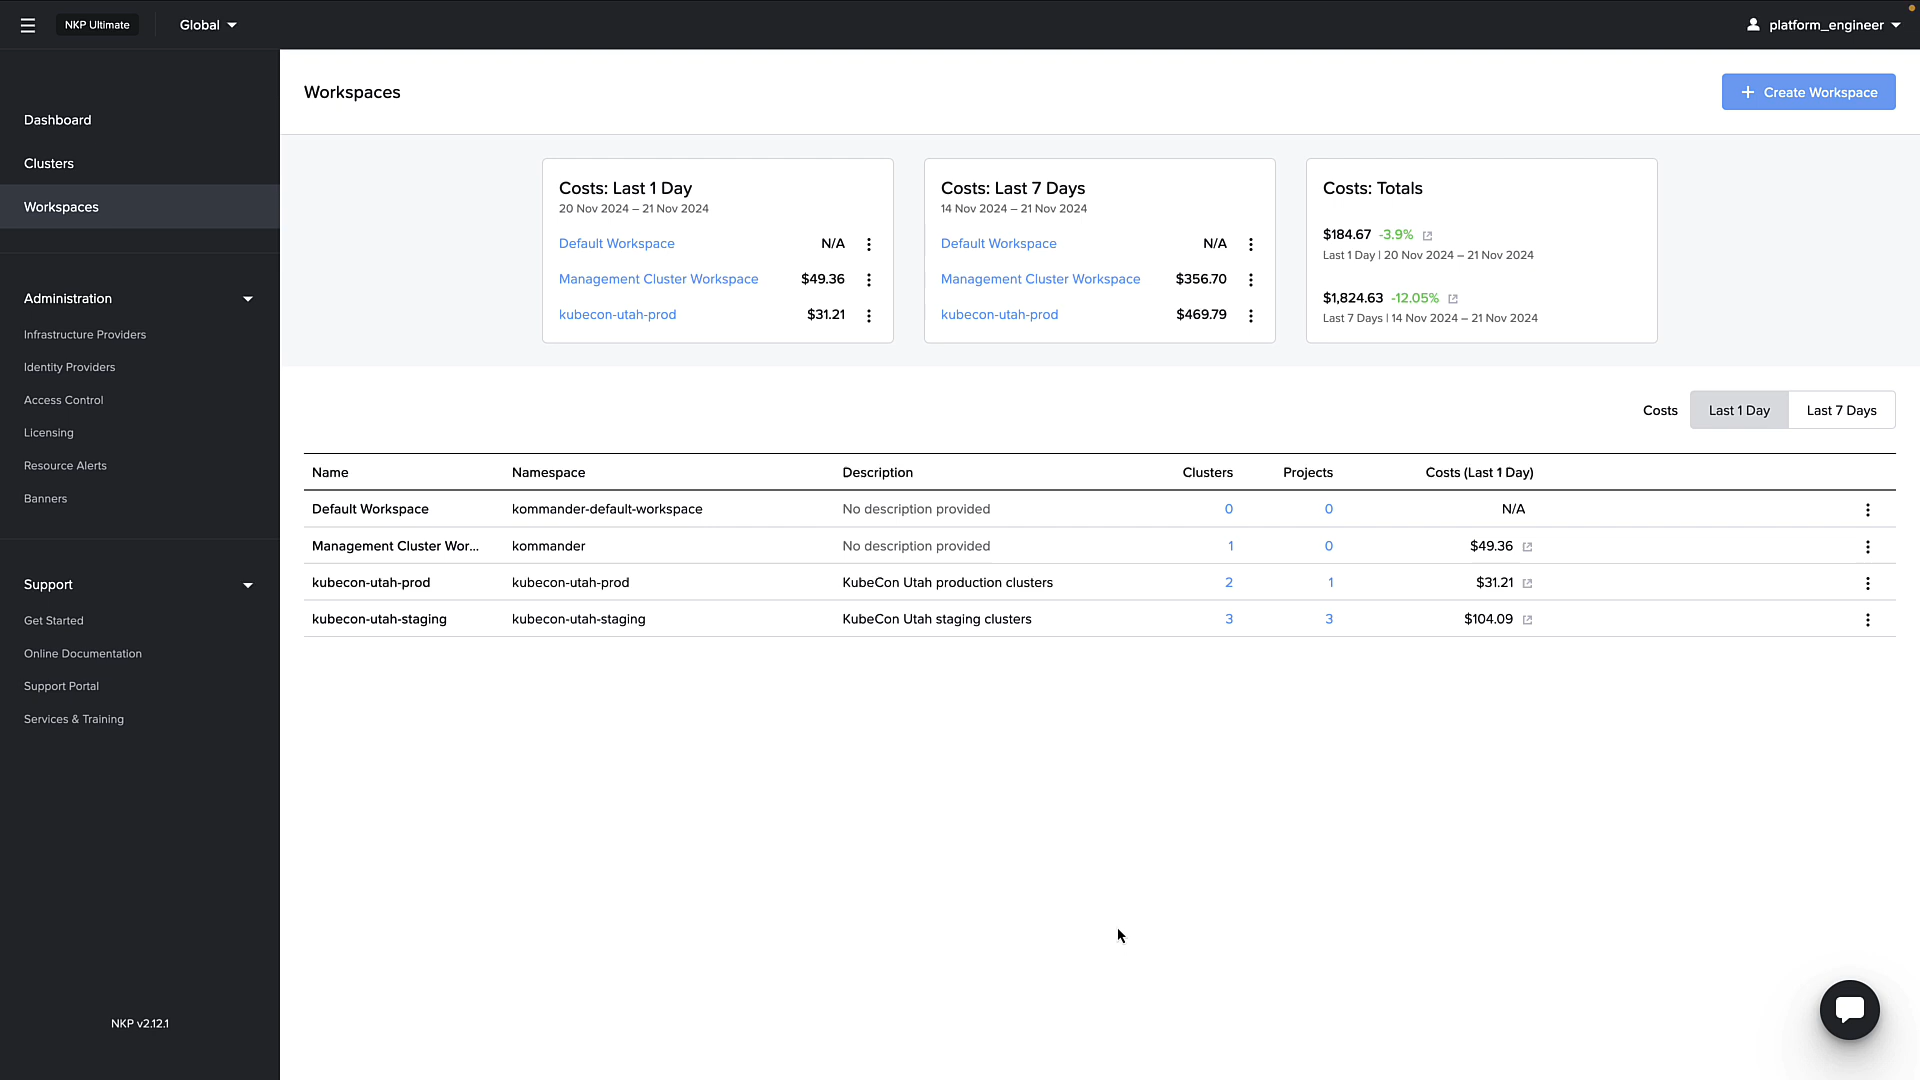 NKP Ultimate
Global
platform_engineer
Dashboard
Clusters
Workspaces
Administration
Infrastructure Providers
Identity Providers
Access Control
Licensing
Resource Alerts
Banners
Support
Get Started
Online Documentation
Support Portal
Services & Training
NKP v2.12.1
Workspaces
+ Create Workspace
Costs: Last 1 Day
20 Nov 2024 – 21 Nov 2024
Default Workspace N/A
Management Cluster Workspace $49.36
kubecon-utah-prod $31.21
Costs: Last 7 Days
14 Nov 2024 – 21 Nov 2024
Default Workspace N/A
Management Cluster Workspace $356.70
kubecon-utah-prod $469.79
Costs: Totals
$184.67 -3.9%
Last 1 Day | 20 Nov 2024 – 21 Nov 2024
$1,824.63 -12.05%
Last 7 Days | 14 Nov 2024 – 21 Nov 2024
Costs Last 1 Day Last 7 Days
Name Namespace Description Clusters Projects Costs (Last 1 Day)
Default Workspace kommander-default-workspace No description provided 0 0 N/A
Management Cluster Wor... kommander No description provided 1 0 $49.36
kubecon-utah-prod kubecon-utah-prod KubeCon Utah production clusters 2 1 $31.21
kubecon-utah-staging kubecon-utah-staging KubeCon Utah staging clusters 3 3 $104.09